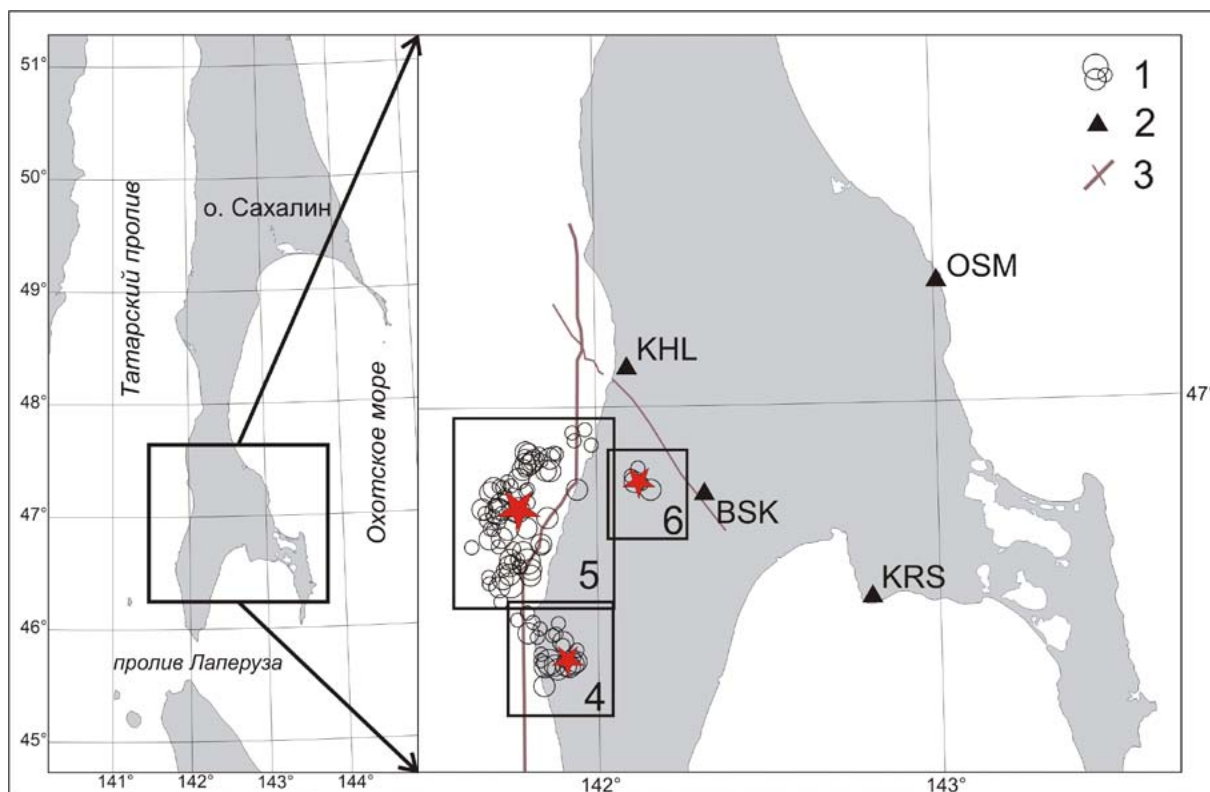 51°
50°
49°
48°
47°
46°
45°
141°
142°
143°
144°
Татарский пролив
о. Сахалин
Охотское море
пролив Лаперуза
1
2
3
OSM
KHL
47°
BSK
6
5
KRS
4
142°
143°